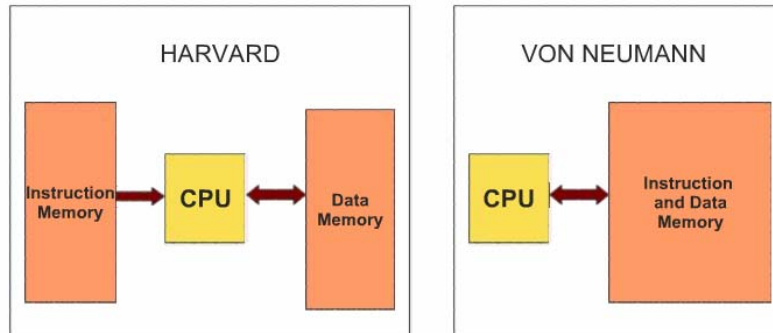 HARVARD
Instruction
Memory
CPU
Data
Memory
VON NEUMANN
CPU
Instruction
and Data
Memory